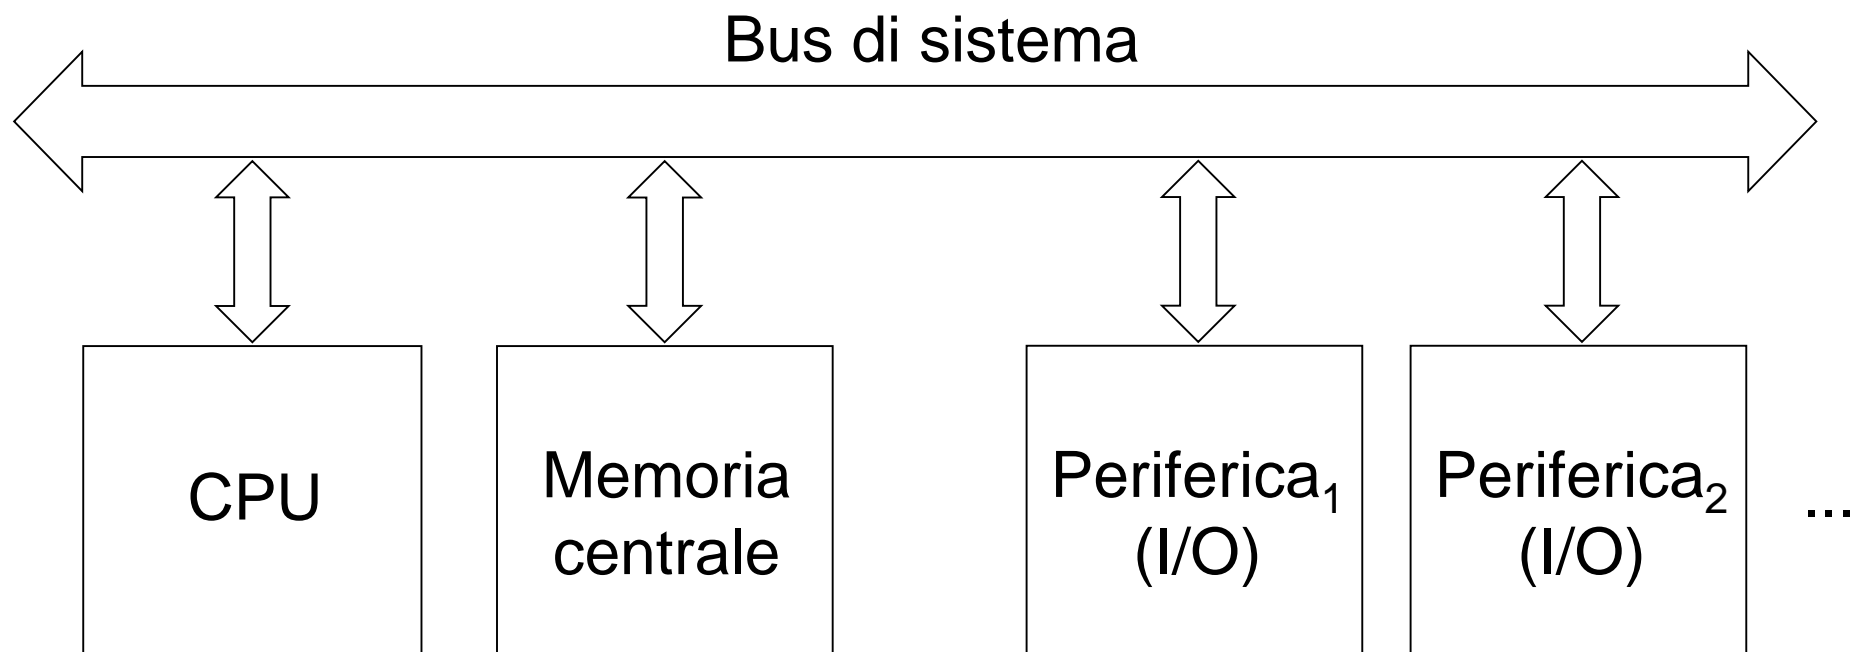 Bus di sistema
CPU
Memoria
centrale
Periferica₁
(I/O)
Periferica₂
(I/O)
...